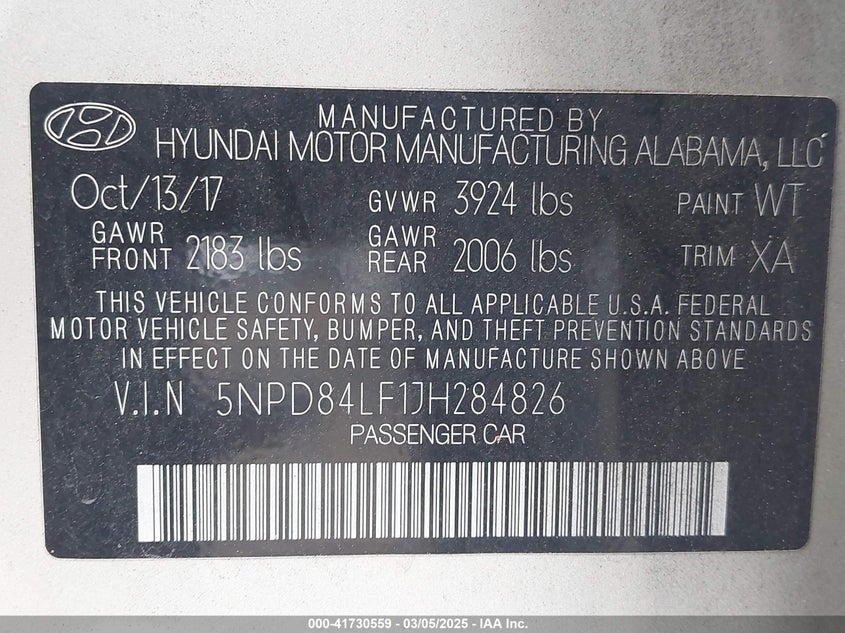 MANUFACTURED BY
HYUNDAI MOTOR MANUFACTURING ALABAMA, LLC
Oct/13/17 GVWR 3924 lbs PAINT WT
GAWR FRONT 2183 lbs GAWR REAR 2006 lbs TRIM XA
THIS VEHICLE CONFORMS TO ALL APPLICABLE U.S.A. FEDERAL
MOTOR VEHICLE SAFETY, BUMPER, AND THEFT PREVENTION STANDARDS
IN EFFECT ON THE DATE OF MANUFACTURE SHOWN ABOVE
V.I.N 5NPD84LF1JH284826
PASSENGER CAR
000-41730559 — 03/05/2025 — IAA Inc.